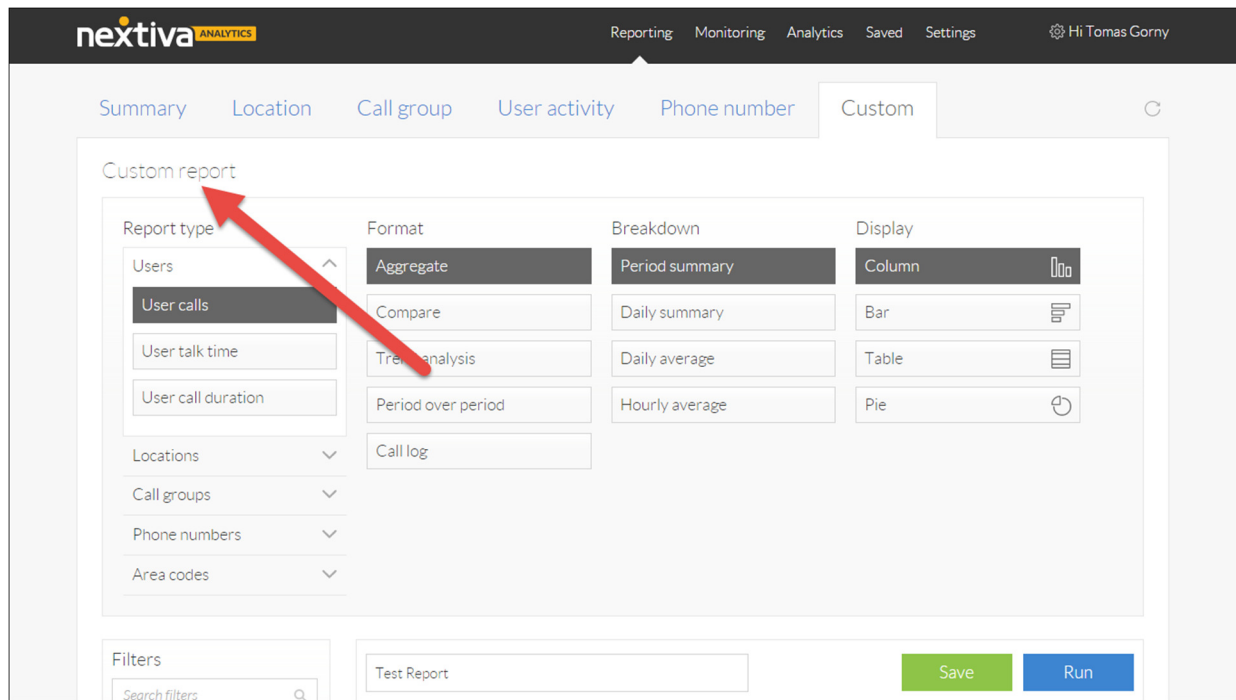 nextiva ANALYTICS
Reporting Monitoring Analytics Saved Settings Hi Tomas Gorny
Summary Location Call group User activity Phone number Custom
Custom report
Report type
Users
User calls
User talk time
User call duration
Locations
Call groups
Phone numbers
Area codes
Format
Aggregate
Compare
Trend analysis
Period over period
Call log
Breakdown
Period summary
Daily summary
Daily average
Hourly average
Display
Column
Bar
Table
Pie
Filters
Search filters
Test Report
Save Run